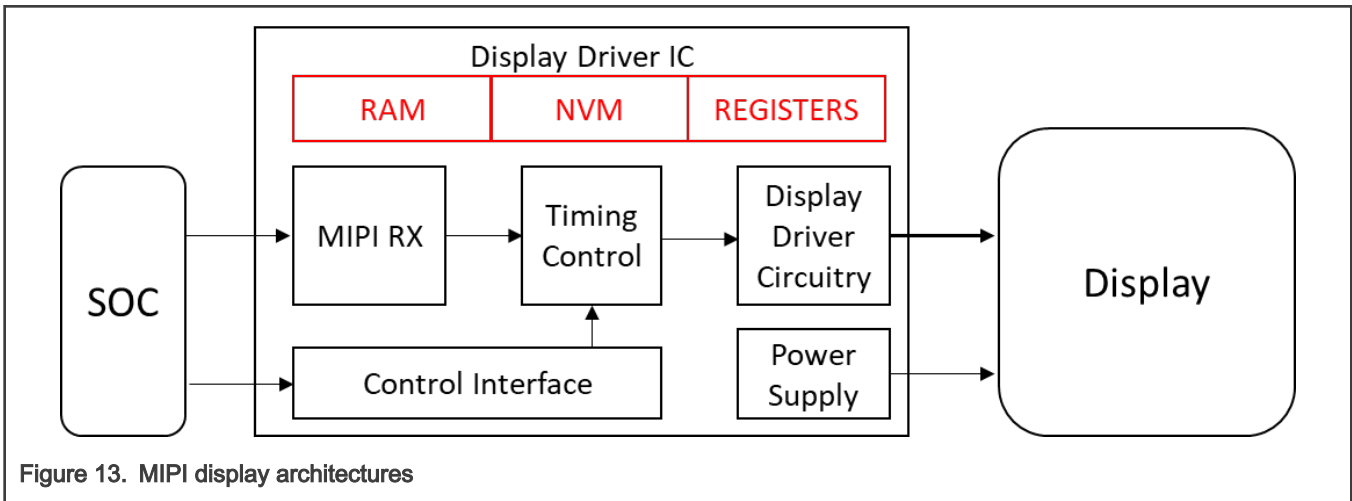 Display Driver IC
RAM
NVM
REGISTERS
SOC
MIPI RX
Timing
Control
Display
Driver
Circuitry
Display
Control Interface
Power
Supply
Figure 13. MIPI display architectures